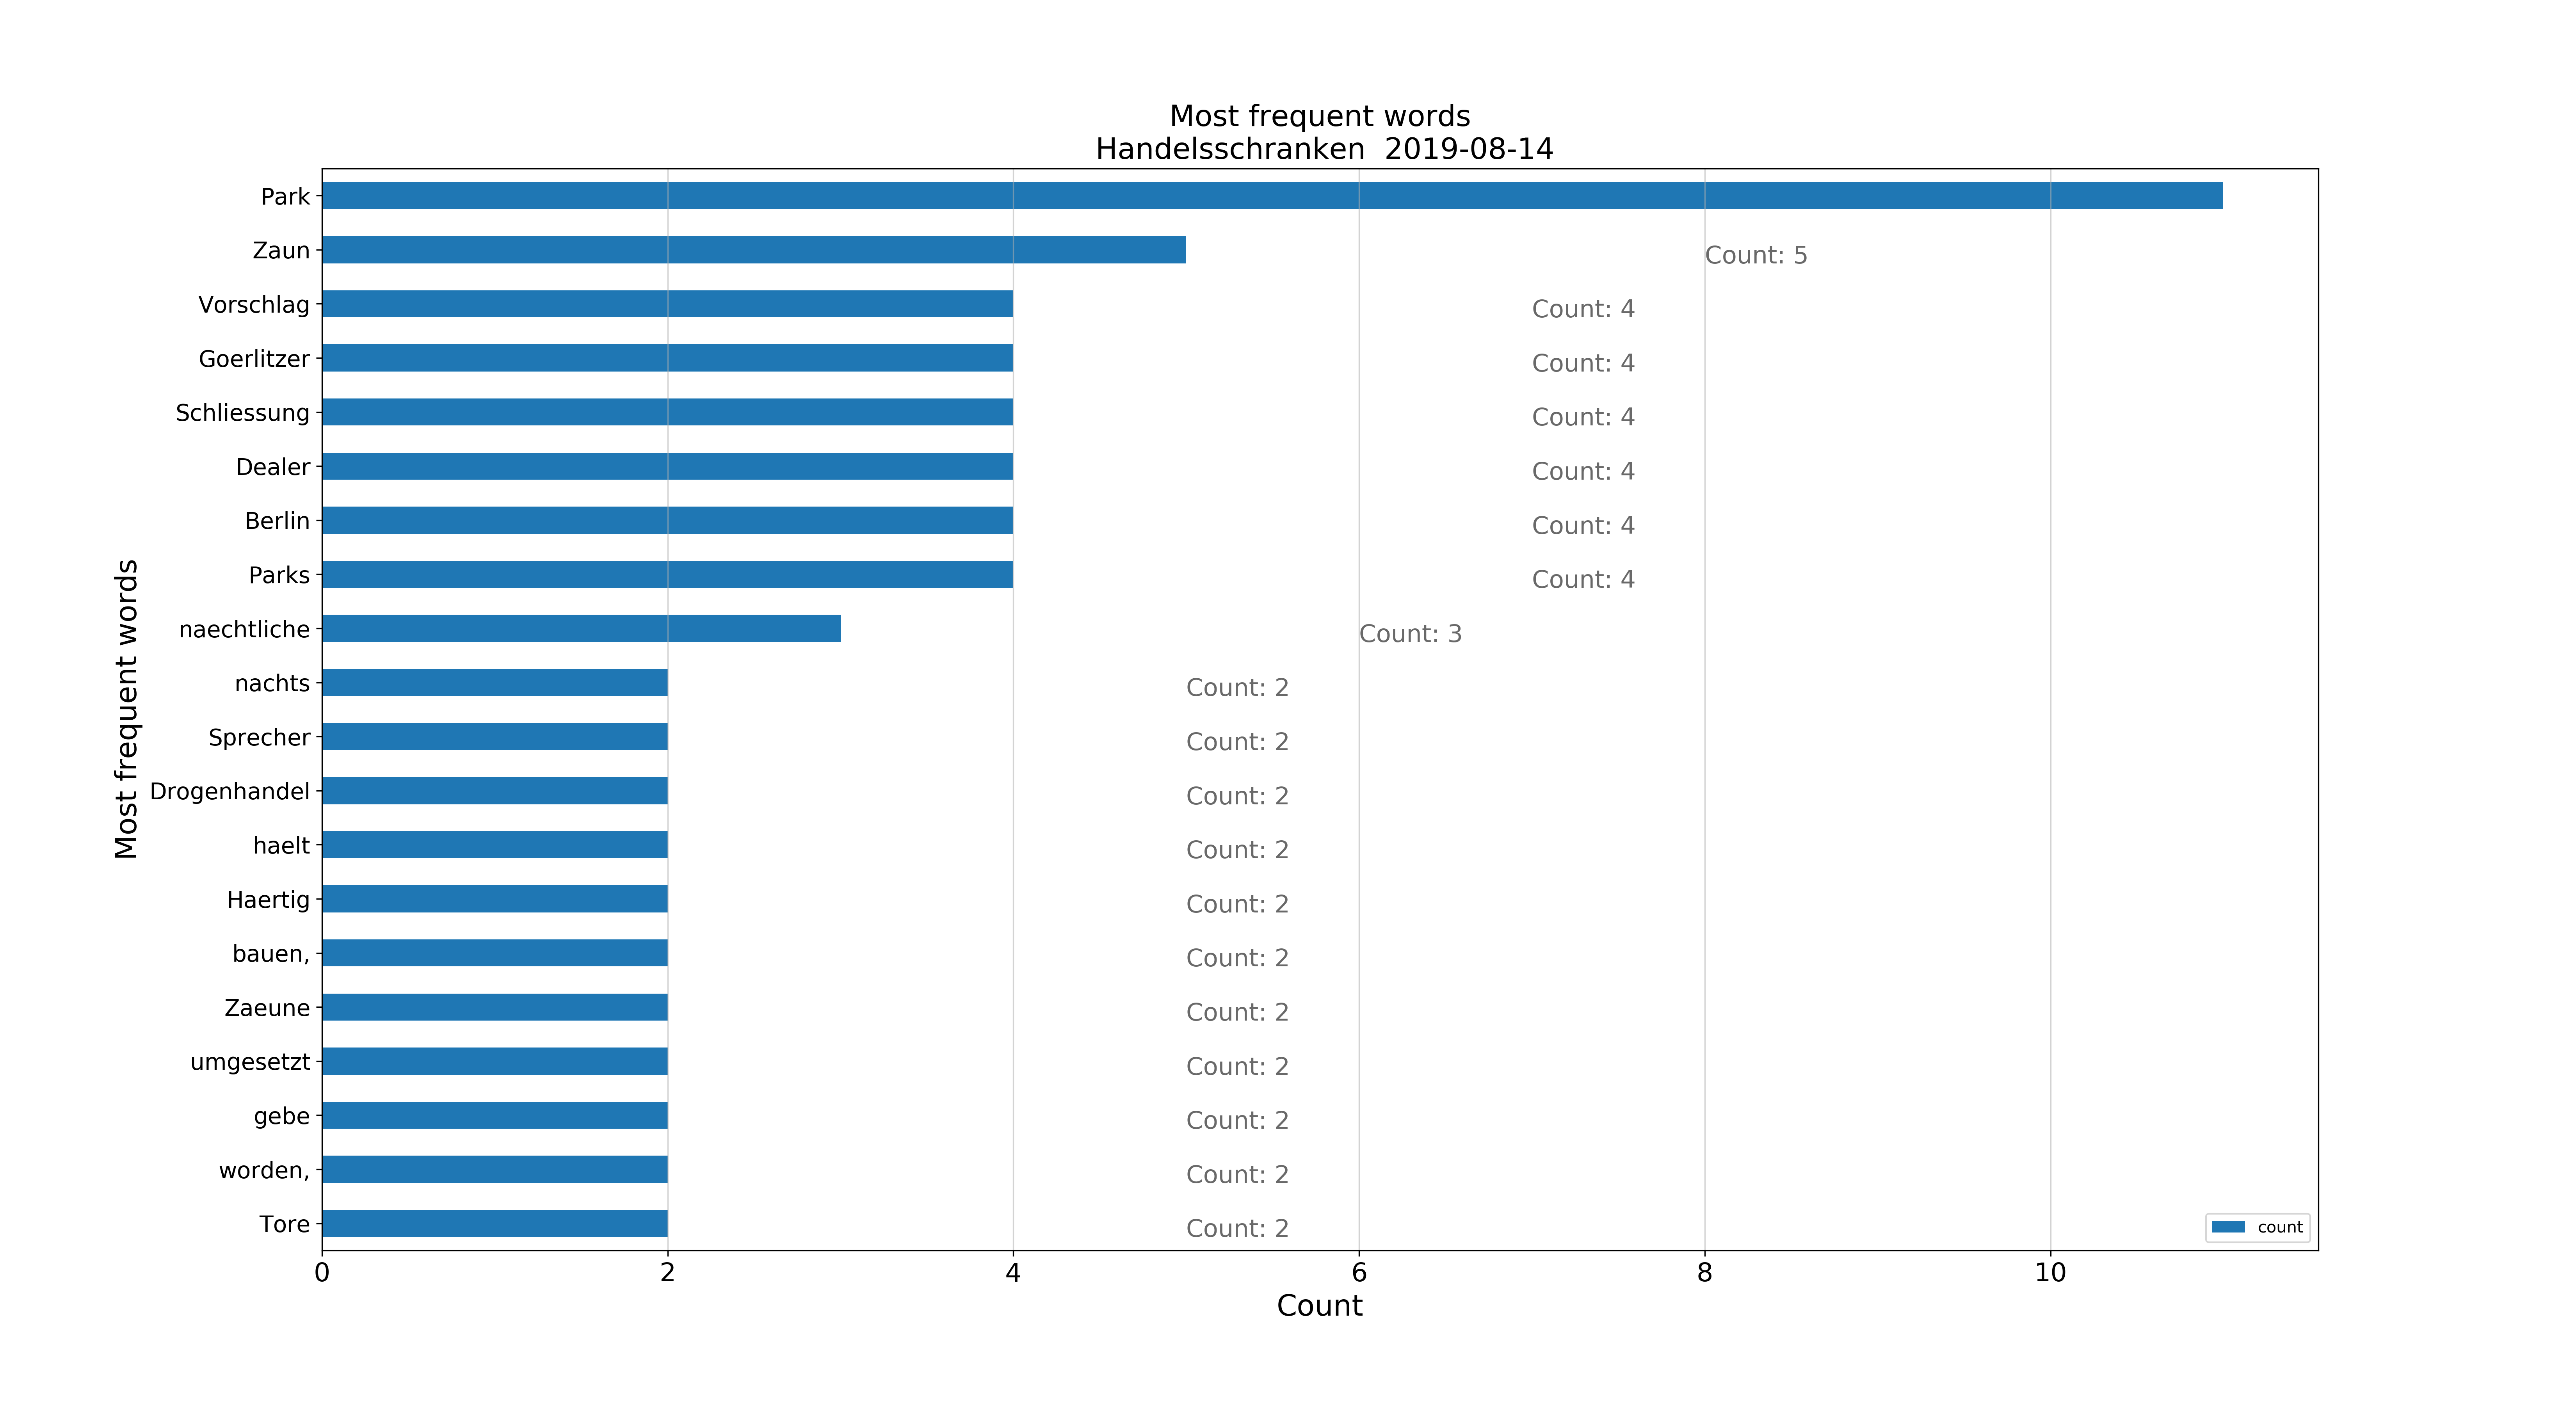 Most frequent words
Handelsschranken  2019-08-14
Most frequent words
Park
Zaun Count: 5
Vorschlag Count: 4
Goerlitzer Count: 4
Schliessung Count: 4
Dealer Count: 4
Berlin Count: 4
Parks Count: 4
naechtliche Count: 3
nachts Count: 2
Sprecher Count: 2
Drogenhandel Count: 2
haelt Count: 2
Haertig Count: 2
bauen, Count: 2
Zaeune Count: 2
umgesetzt Count: 2
gebe Count: 2
worden, Count: 2
Tore Count: 2
count
0 2 4 6 8 10
Count